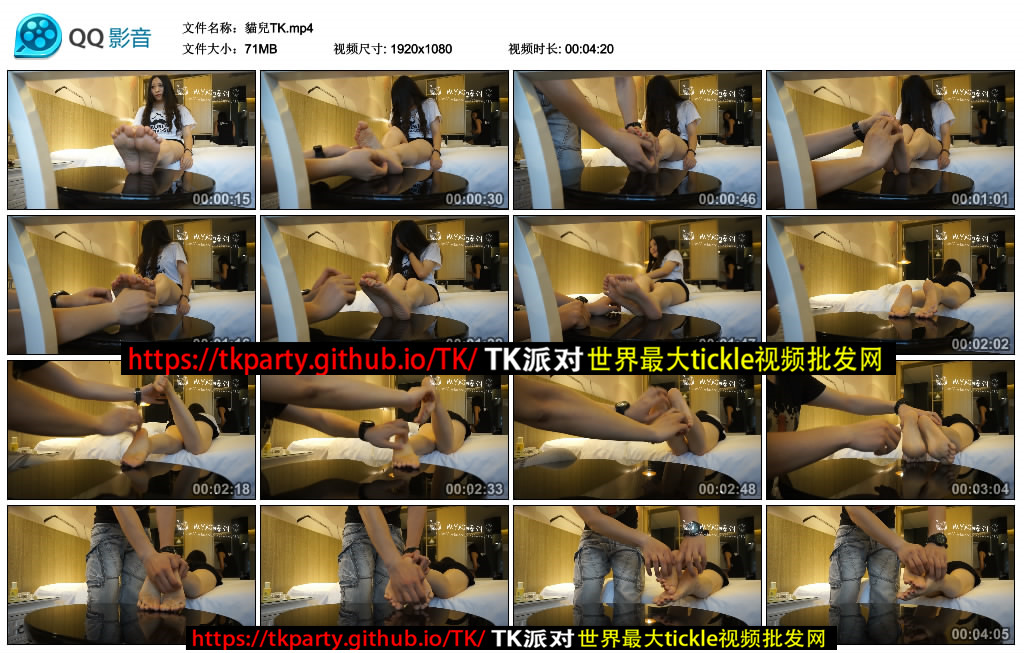 QQ 影音
文件名称: 貓兒TK.mp4
文件大小: 71MB 视频尺寸: 1920x1080 视频时长: 00:04:20
00:00:15 00:00:30 00:00:46 00:01:01
00:02:02
https://tkparty.github.io/TK/ TK派对 世界最大tickle视频批发网
00:02:18 00:02:33 00:02:48 00:03:04
00:04:05
https://tkparty.github.io/TK/ TK派对 世界最大tickle视频批发网